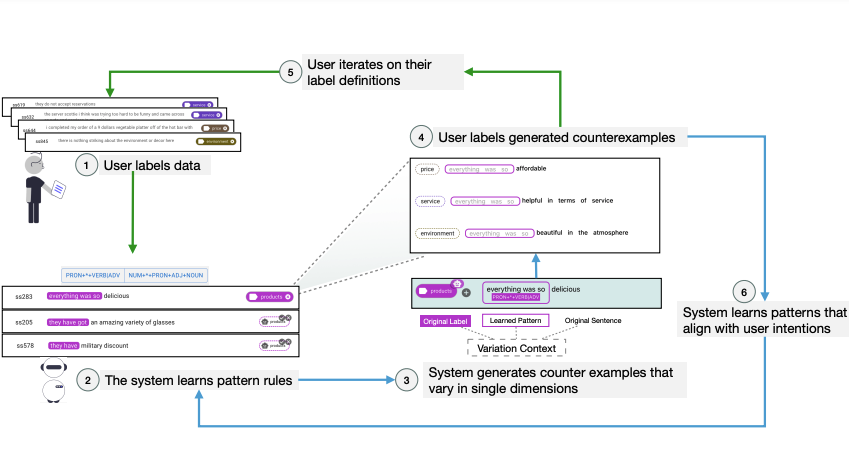 5
User iterates on their
label definitions
ss619 they do not accept reservations service
ss632 the server scottie i think was trying too hard to be funny and came across service
ss644 i completed my order of a 9 dollars vegetable platter off of the hot bar with price
ss845 there is nothing striking about the environment or decor here environment
1 User labels data
4 User labels generated counterexamples
price everything was so affordable
service everything was so helpful in terms of service
environment everything was so beautiful in the atmosphere
PRON+*+VERB|ADV NUM+*+PRON+ADJ+NOUN
ss283 everything was so delicious products
ss205 they have got an amazing variety of glasses products
ss578 they have military discount products
products everything was so delicious
PRON+*+VERB|ADV
Original Label Learned Pattern Original Sentence
Variation Context
6
System learns patterns that
align with user intentions
2 The system learns pattern rules
3 System generates counter examples that
vary in single dimensions